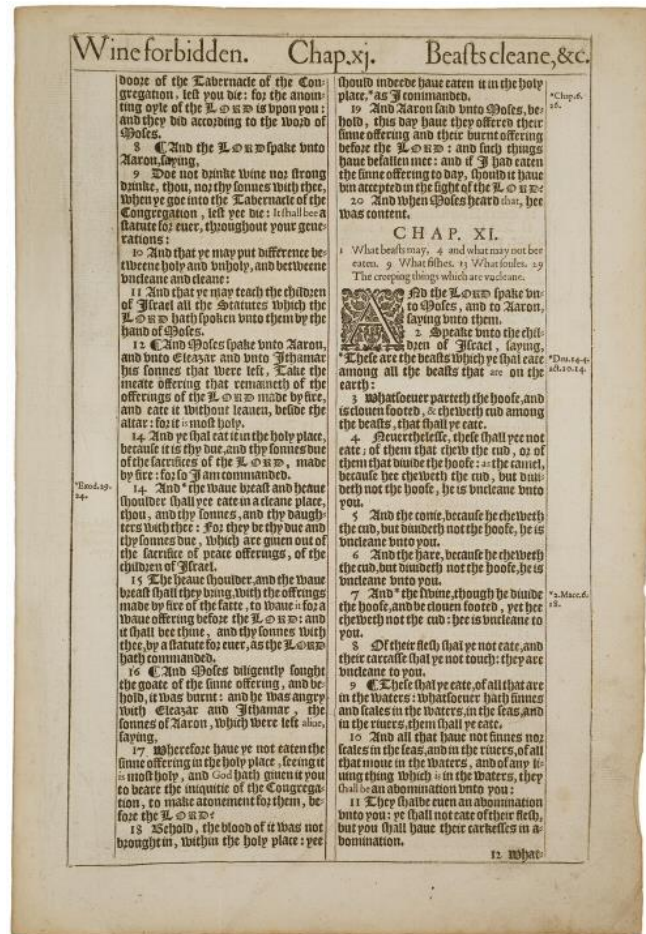 Wine forbidden. Chap.xj. Beasts cleane,&c.
doore of the Tabernacle of the Con-
gregation, lest you die: for the anoin-
ting oyle of the LORD is vpon you:
and they did according to the word of
Moses.
8 ¶And the LORD spake vnto
Aaron,saying,
9 Doe not drinke wine nor strong
drinke, thou, nor thy sonnes with thee,
when ye goe into the Tabernacle of the
Congregation, lest yee die: It shall bee a
statute for euer, throughout your gene-
rations:
10 And that ye may put difference be-
tweene holy and vnholy, and betweene
vncleane and cleane:
11 And that ye may teach the children
of Israel all the Statutes which the
LORD hath spoken vnto them by the
hand of Moses.
12 ¶And Moses spake vnto Aaron,
and vnto Eleazar and vnto Ithamar
his sonnes that were left, Take the
meate offering that remaineth of the
offerings of the LORD made by fire,
and eate it without leauen, beside the
altar: for it is most holy.
14 And ye shal eat it in the holy place,
because it is thy due,and thy sonnes due
of the sacrifices of the LORD, made
by fire: for so I am commanded.
*Exod.29.
24.
14 And *the waue breast and heaue
shoulder shall yee eate in a cleane place,
thou, and thy sonnes, and thy daugh-
ters with thee: For they be thy due and
thy sonnes due, which are giuen out of
the sacrifice of peace offerings, of the
children of Israel.
15 The heaue shoulder,and the waue
breast shall they bring,with the offrings
made by fire of the fatte, to waue it for a
waue offering before the LORD: and
it shall bee thine, and thy sonnes with
thee,by a statute for euer, as the LORD
hath commanded.
16 ¶And Moses diligently sought
the goate of the sinne offering, and be-
hold, it was burnt: and he was angry
with Eleazar and Ithamar, the
sonnes of Aaron, which were left aliue,
saying,
17 Wherefore haue ye not eaten the
sinne offering in the holy place, seeing it
is most holy, and God hath giuen it you
to beare the iniquitie of the Congrega-
tion, to make atonement for them, be-
fore the LORD?
18 Behold, the blood of it was not
brought in, within the holy place: yee
should indeede haue eaten it in the holy
place,*as I commanded.
*Chap.6.
26.
19 And Aaron said vnto Moses, be-
hold, this day haue they offered their
sinne offering and their burnt offering
before the LORD: and such things
haue befallen mee: and if I had eaten
the sinne offering to day, should it haue
bin accepted in the sight of the LORD?
20 And when Moses heard that, hee
was content.
CHAP. XI.
1 What beasts may, 4 and what may not bee
eaten. 9 What fishes. 13 What foules. 29
The creeping things which are vncleane.
AND the LORD spake vn-
to Moses, and to Aaron,
saying vnto them.
2 Speake vnto the chil-
dren of Israel, saying,
*These are the beasts which ye shal eate
among all the beasts that are on the
earth:
*Deu.14.4.
act.10.14.
3 Whatsoeuer parteth the hoofe, and
is clouen footed, & cheweth cud among
the beasts, that shall ye eate.
4 Neuerthelesse, these shall yee not
eate; of them that chew the cud, or of
them that diuide the hoofe: as the camel,
because hee cheweth the cud, but diui-
deth not the hoofe, he is vncleane vnto
you.
5 And the conie,because he cheweth
the cud,but diuideth not the hoofe, he is
vncleane vnto you.
6 And the hare, because he cheweth
the cud,but diuideth not the hoofe,he is
vncleane vnto you.
7 And *the swine,though he diuide
the hoofe,and be clouen footed, yet hee
cheweth not the cud: hee is vncleane to
you.
*2.Macc.6.
18.
8 Of their flesh shal ye not eate,and
their carcasse shal ye not touch: they are
vncleane to you.
9 ¶These shal ye eate,of all that are
in the waters: whatsoeuer hath finnes
and scales in the waters,in the seas,and
in the riuers,them shall ye eate.
10 And all that haue not finnes nor
scales in the seas,and in the riuers,of all
that moue in the waters, and of any li-
uing thing which is in the waters, they
shall be an abomination vnto you:
11 They shalbe euen an abomination
vnto you: ye shall not eate of their flesh,
but you shall haue their carkesses in a-
bomination.
12 What-